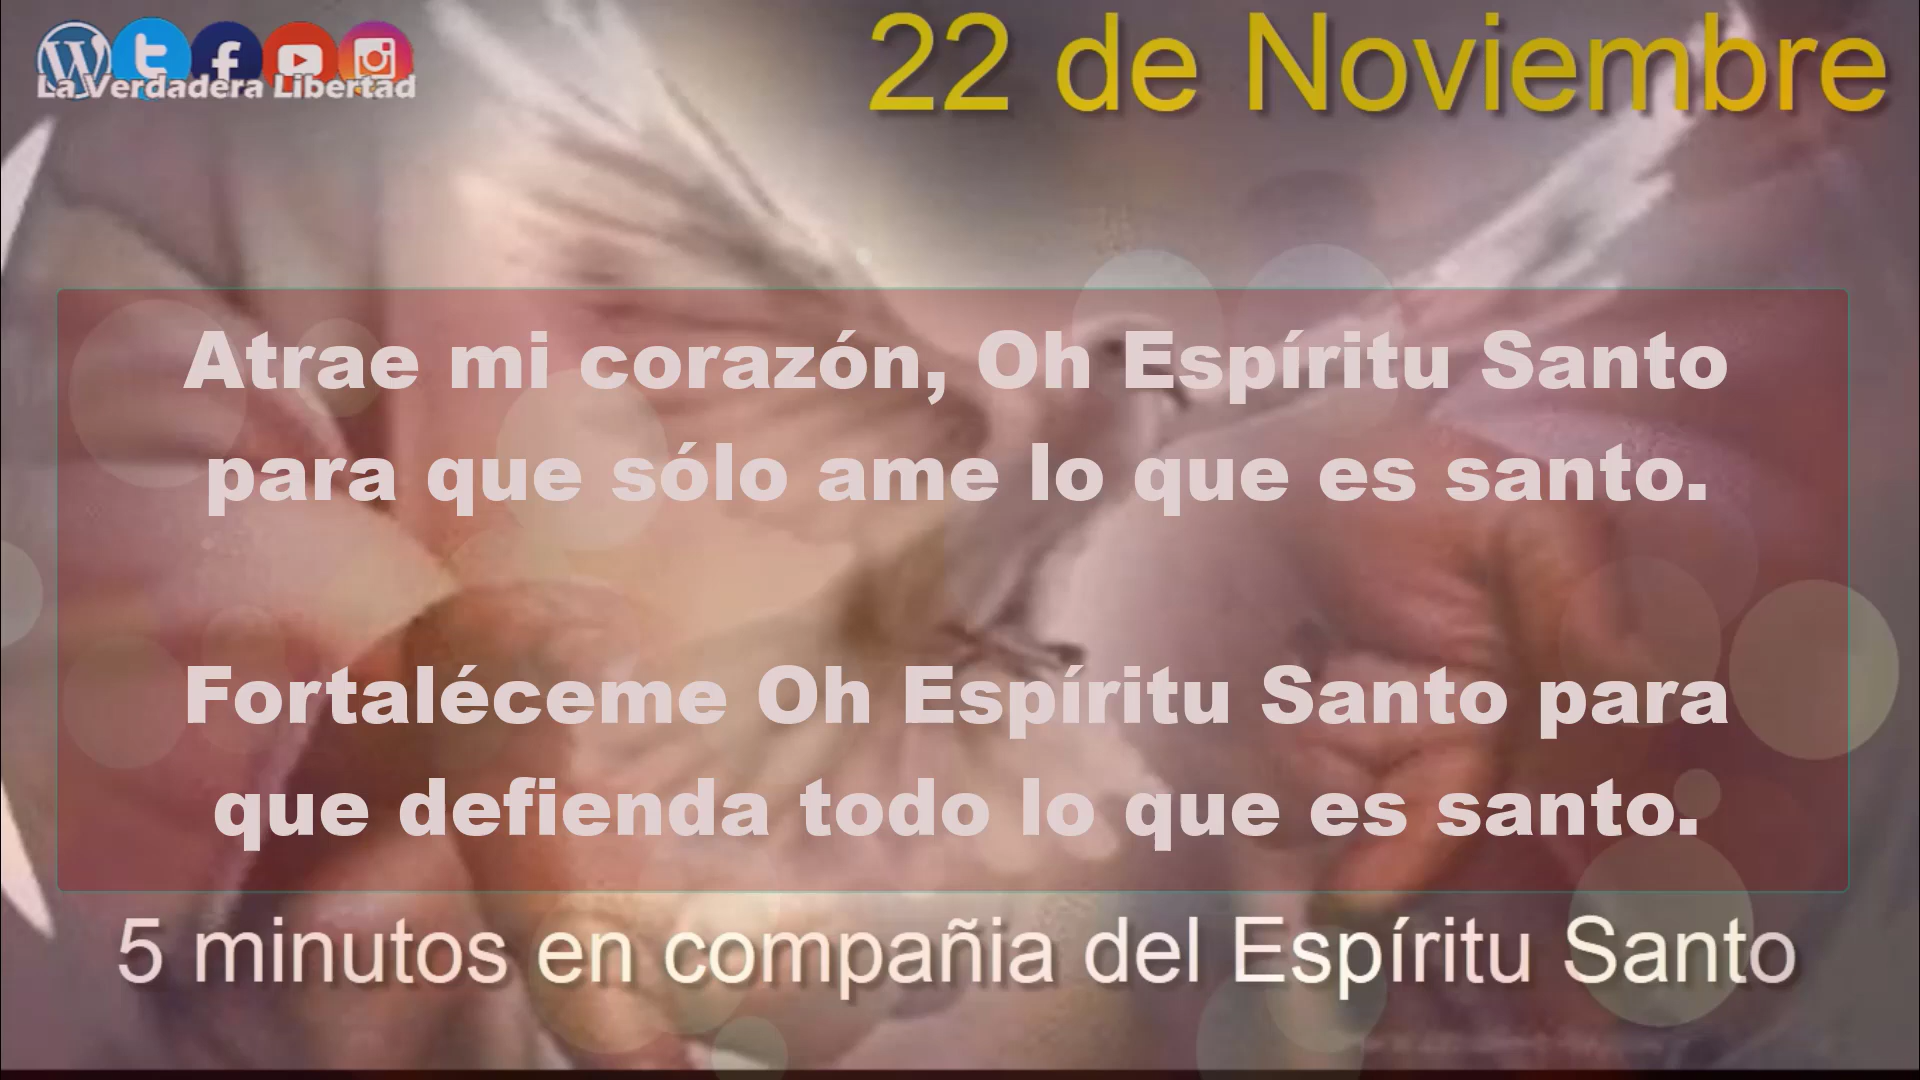 La Verdadera Libertad
22 de Noviembre
Atrae mi corazón, Oh Espíritu Santo
para que sólo ame lo que es santo.
Fortaléceme Oh Espíritu Santo para
que defienda todo lo que es santo.
5 minutos en compañia del Espíritu Santo